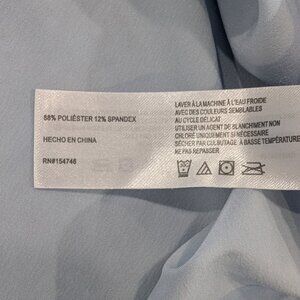 88% POLIÉSTER 12% SPANDEX
HECHO EN CHINA
RN#154746
LAVER À LA MACHINE À L'EAU FROIDE
AVEC DES COULEURS SEMBLABLES
AU CYCLE DÉLICAT
UTILISER UN AGENT DE BLANCHIMENT NON
CHLORÉ UNIQUEMENT SI NÉCESSAIRE
SÉCHER PAR CULBUTAGE À BASSE TEMPÉRATURE
NE PAS REPASSER